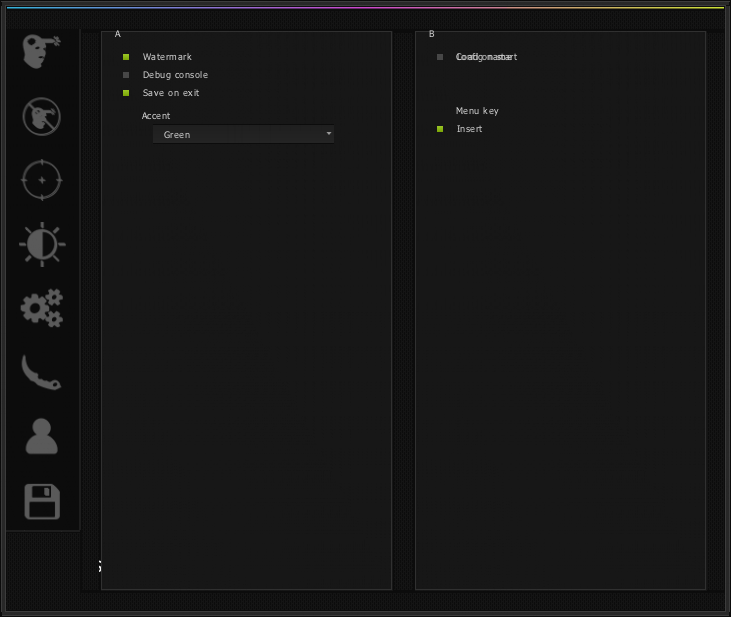 A
Watermark
Debug console
Save on exit
Accent
Green
B
Menu key
Insert